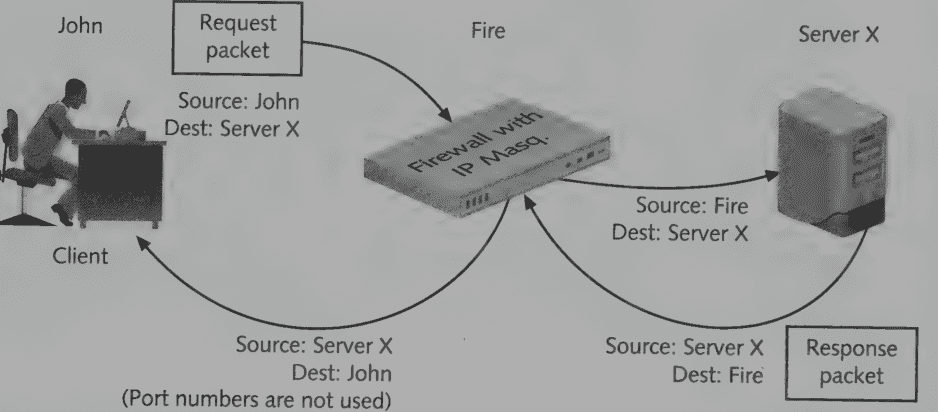 John
Request
packet
Source: John
Dest: Server X
Client
Fire
Firewall with
IP Masq.
Server X
Source: Fire
Dest: Server X
Source: Server X
Dest: Fire
Response
packet
Source: Server X
Dest: John
(Port numbers are not used)